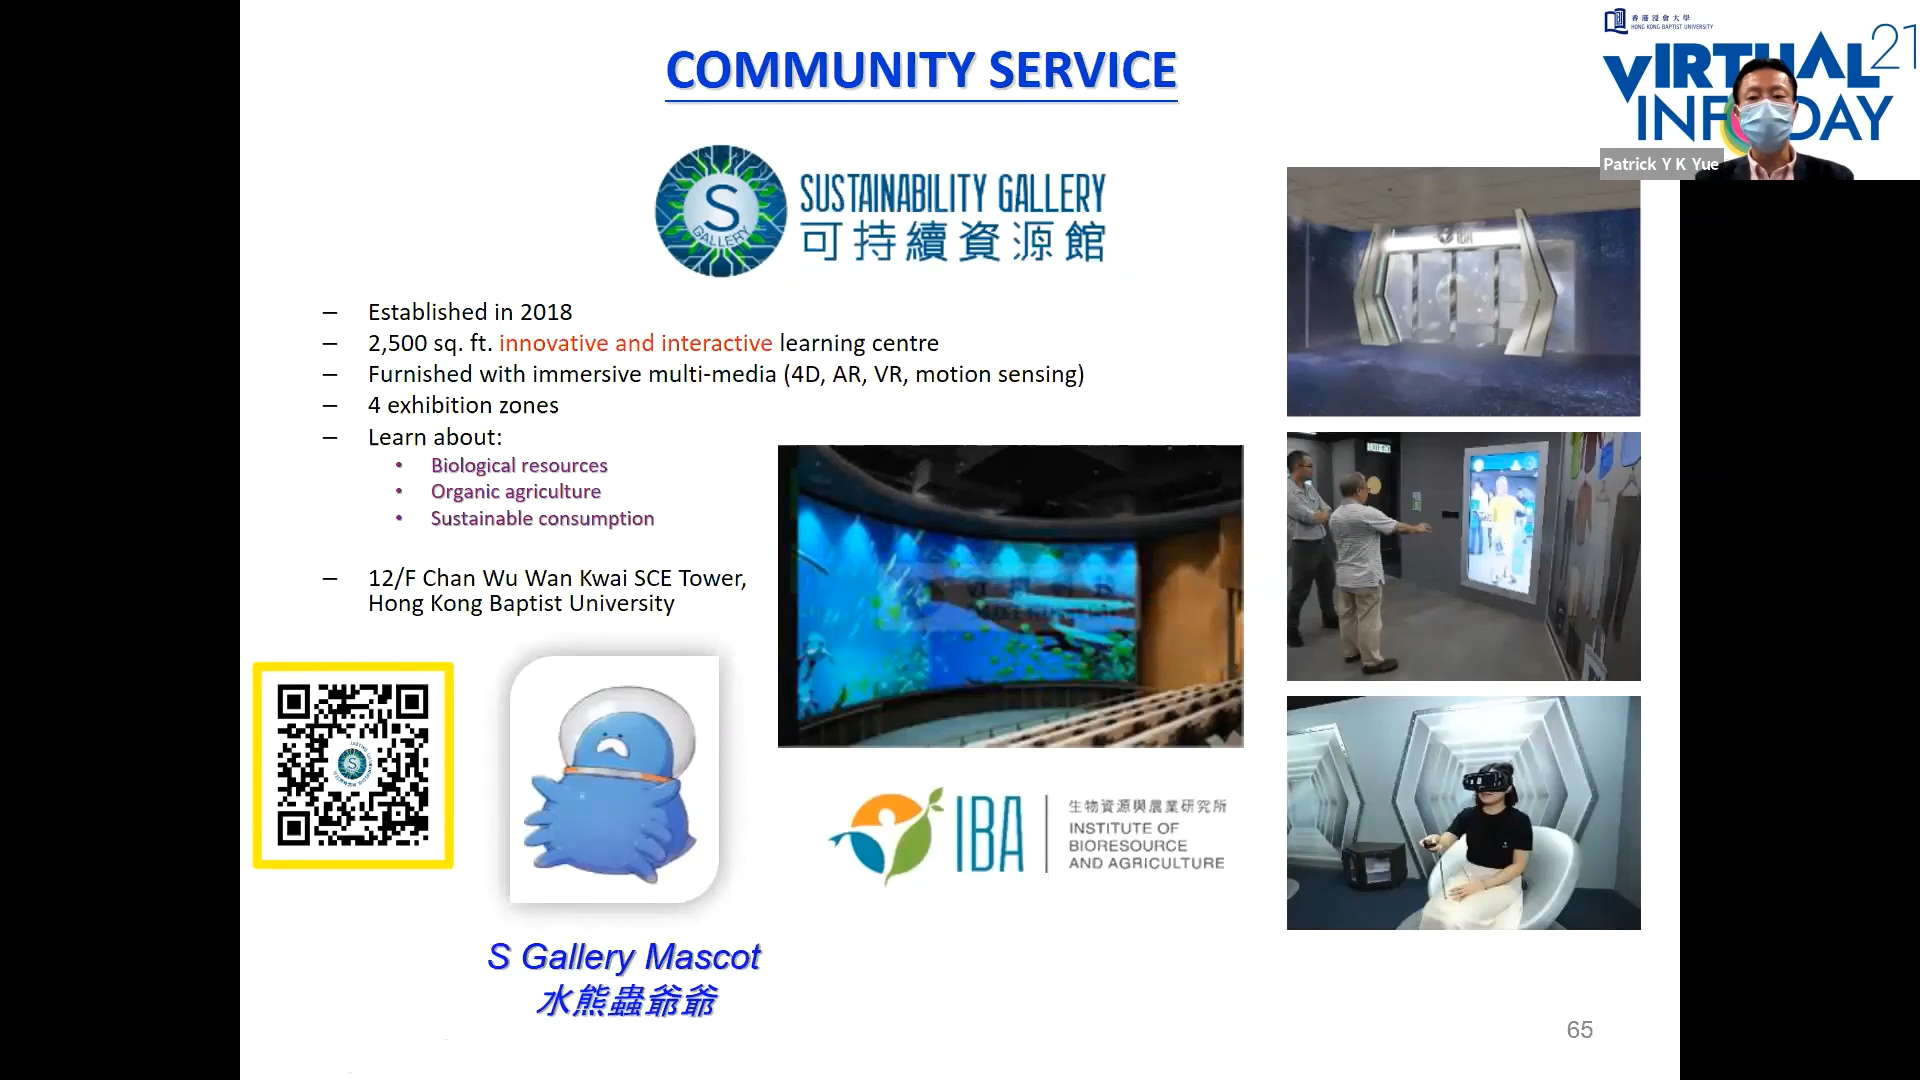 香港浸會大學
HONG KONG BAPTIST UNIVERSITY
VIRTUAL 21
INFODAY
Patrick Y K Yue
COMMUNITY SERVICE
S
GALLERY
SUSTAINABILITY GALLERY
可持續資源館
– Established in 2018
– 2,500 sq. ft. innovative and interactive learning centre
– Furnished with immersive multi-media (4D, AR, VR, motion sensing)
– 4 exhibition zones
– Learn about:
• Biological resources
• Organic agriculture
• Sustainable consumption
– 12/F Chan Wu Wan Kwai SCE Tower,
Hong Kong Baptist University
IBA
S
S Gallery Mascot
水熊蟲爺爺
IBA
生物資源與農業研究所
INSTITUTE OF
BIORESOURCE
AND AGRICULTURE
65